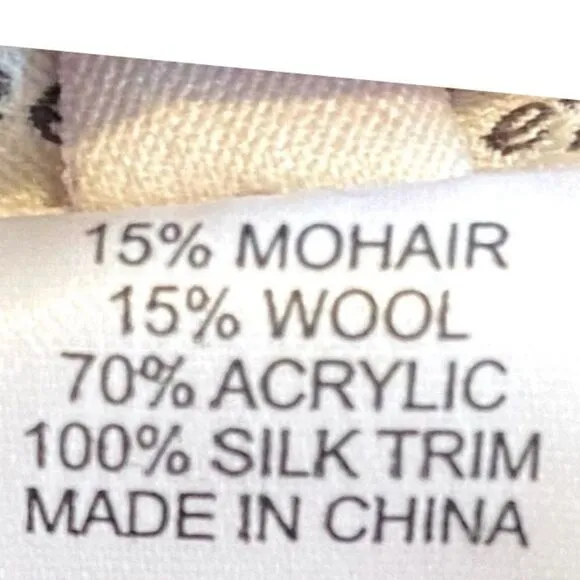 15% MOHAIR
15% WOOL
70% ACRYLIC
100% SILK TRIM
MADE IN CHINA